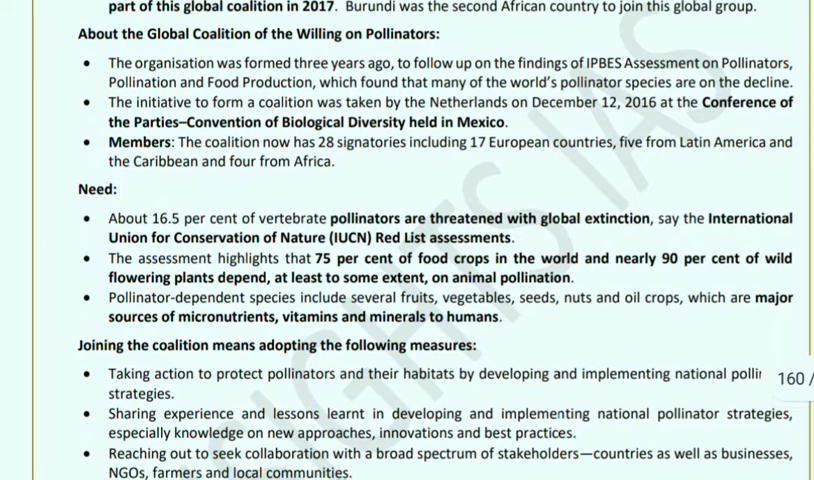 part of this global coalition in 2017. Burundi was the second African country to join this global group.
About the Global Coalition of the Willing on Pollinators:
• The organisation was formed three years ago, to follow up on the findings of IPBES Assessment on Pollinators,
Pollination and Food Production, which found that many of the world's pollinator species are on the decline.
• The initiative to form a coalition was taken by the Netherlands on December 12, 2016 at the Conference of
the Parties–Convention of Biological Diversity held in Mexico.
• Members: The coalition now has 28 signatories including 17 European countries, five from Latin America and
the Caribbean and four from Africa.
Need:
• About 16.5 per cent of vertebrate pollinators are threatened with global extinction, say the International
Union for Conservation of Nature (IUCN) Red List assessments.
• The assessment highlights that 75 per cent of food crops in the world and nearly 90 per cent of wild
flowering plants depend, at least to some extent, on animal pollination.
• Pollinator-dependent species include several fruits, vegetables, seeds, nuts and oil crops, which are major
sources of micronutrients, vitamins and minerals to humans.
Joining the coalition means adopting the following measures:
• Taking action to protect pollinators and their habitats by developing and implementing national
160 /
strategies.
• Sharing experience and lessons learnt in developing and implementing national pollinator strategies,
especially knowledge on new approaches, innovations and best practices.
• Reaching out to seek collaboration with a broad spectrum of stakeholders—countries as well as businesses,
NGOs, farmers and local communities.
SIGHTS IAS